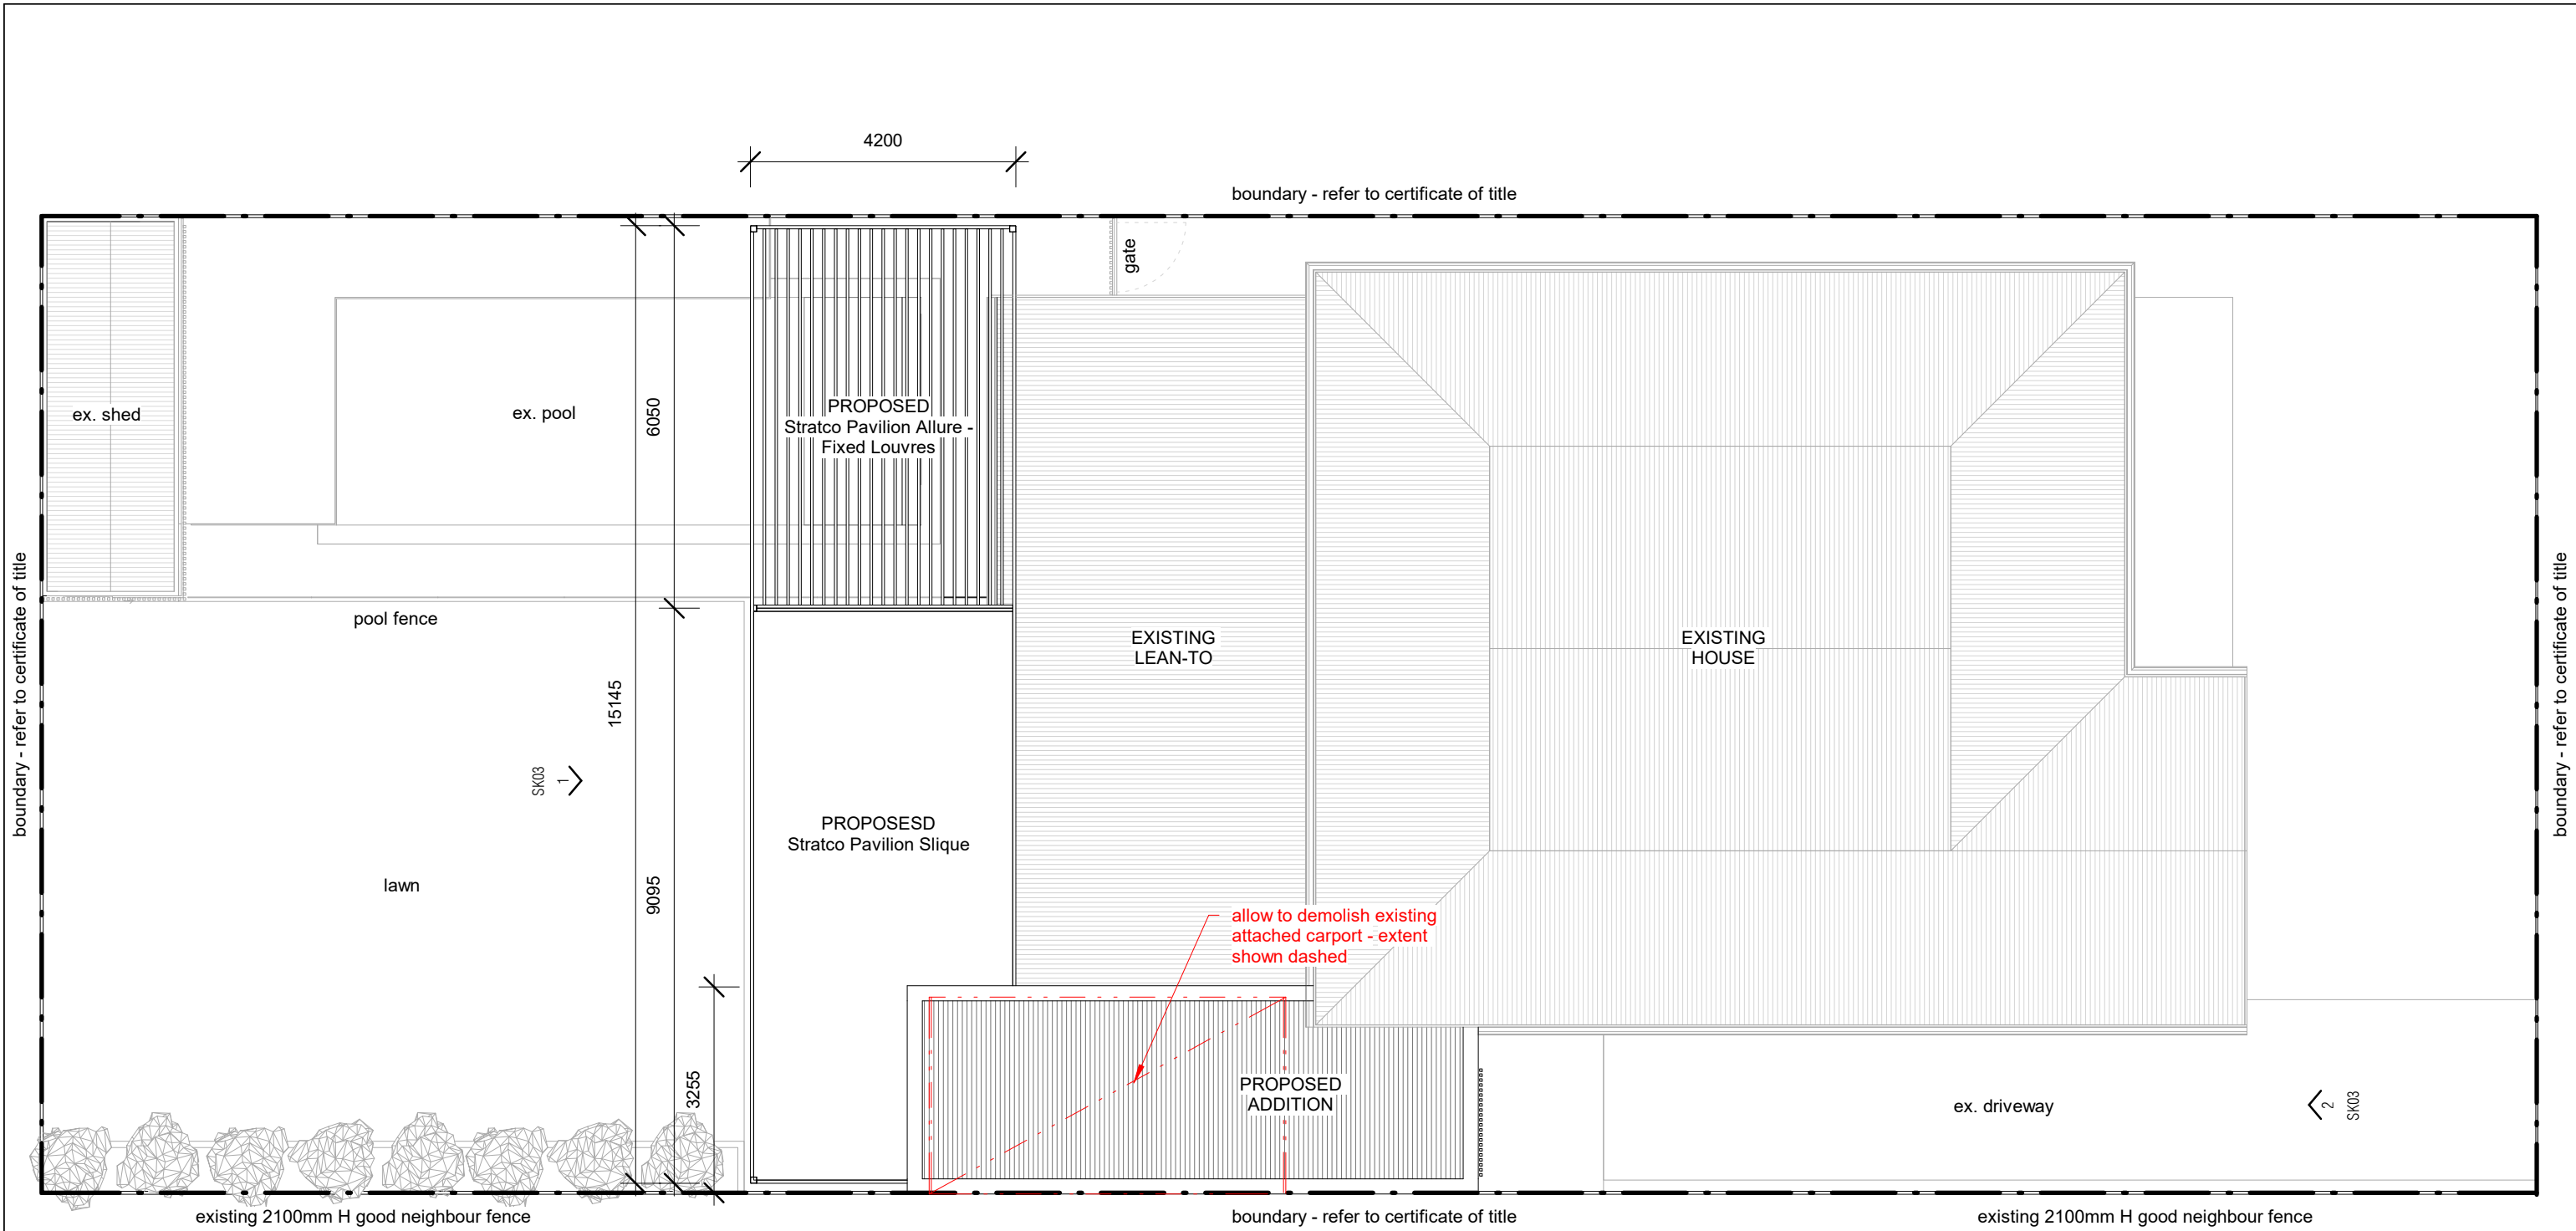 4200
boundary - refer to certificate of title
gate
ex. shed
ex. pool
6050
PROPOSED
Stratco Pavilion Allure -
Fixed Louvres
boundary - refer to certificate of title
pool fence
EXISTING
LEAN-TO
EXISTING
HOUSE
boundary - refer to certificate of title
15145
SK03
1
PROPOSESD
Stratco Pavilion Slique
lawn
9095
allow to demolish existing
attached carport - extent
shown dashed
3255
PROPOSED
ADDITION
ex. driveway
2
SK03
existing 2100mm H good neighbour fence
boundary - refer to certificate of title
existing 2100mm H good neighbour fence